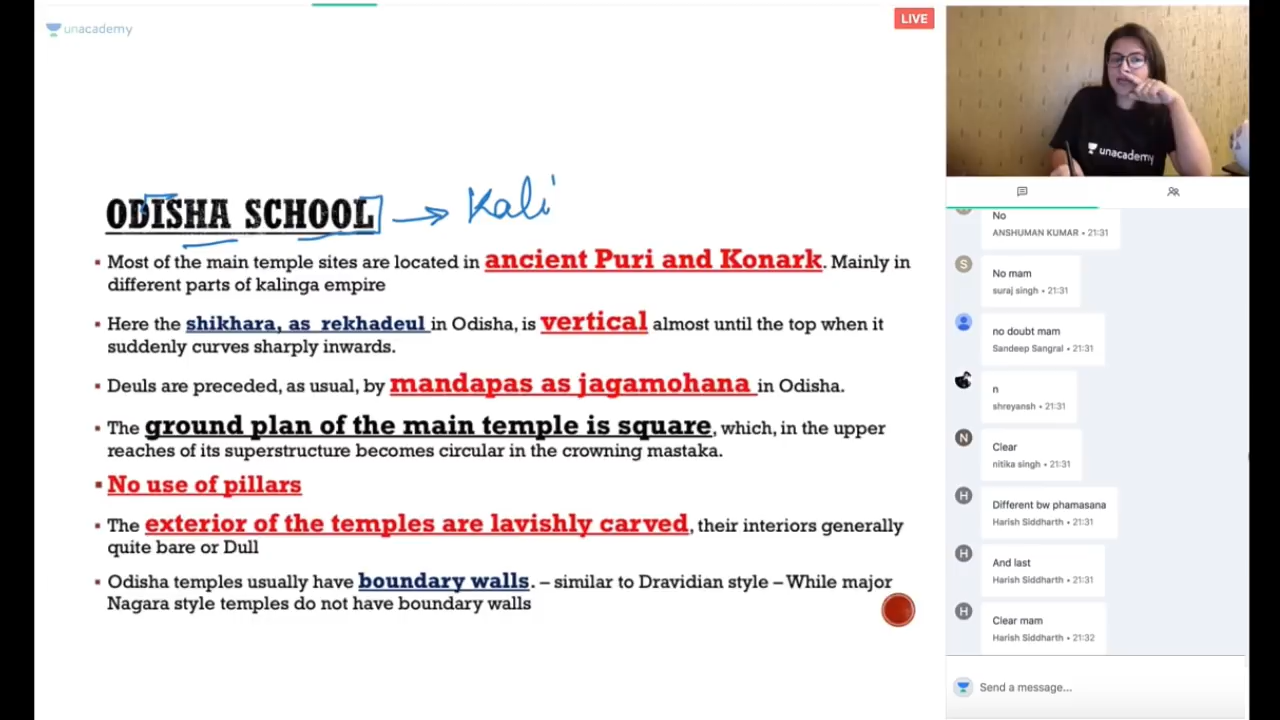 unacademy
LIVE
ODISHA SCHOOL → Kali
▪ Most of the main temple sites are located in ancient Puri and Konark. Mainly in
different parts of kalinga empire
▪ Here the shikhara, as rekhadeul in Odisha, is vertical almost until the top when it
suddenly curves sharply inwards.
▪ Deuls are preceded, as usual, by mandapas as jagamohana in Odisha.
▪ The ground plan of the main temple is square, which, in the upper
reaches of its superstructure becomes circular in the crowning mastaka.
▪ No use of pillars
▪ The exterior of the temples are lavishly carved, their interiors generally
quite bare or Dull
▪ Odisha temples usually have boundary walls. – similar to Dravidian style – While major
Nagara style temples do not have boundary walls
unacademy
No
ANSHUMAN KUMAR • 21:31
S
No mam
suraj singh • 21:31
no doubt mam
Sandeep Sangral • 21:31
n
shreyansh • 21:31
N
Clear
nitika singh • 21:31
H
Different bw phamasana
Harish Siddharth • 21:31
H
And last
Harish Siddharth • 21:31
H
Clear mam
Harish Siddharth • 21:32
Send a message...